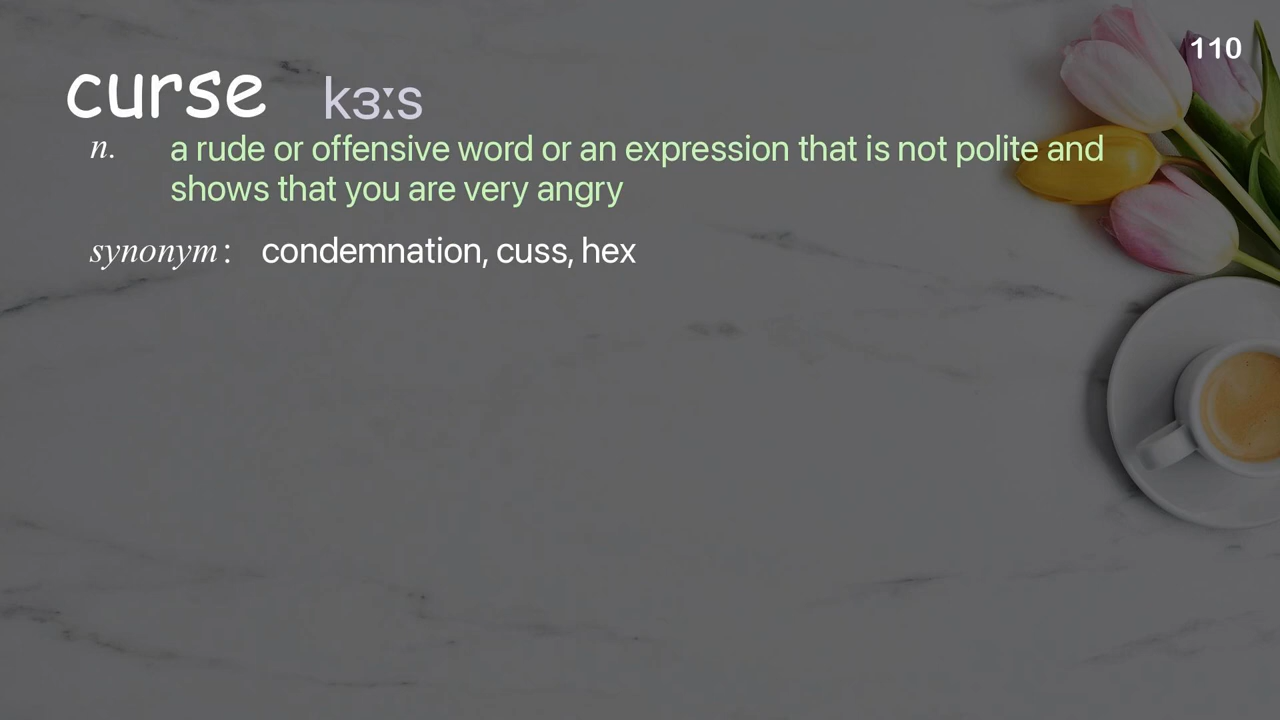 110
curse kɜːs
n. a rude or offensive word or an expression that is not polite and
shows that you are very angry
synonym: condemnation, cuss, hex